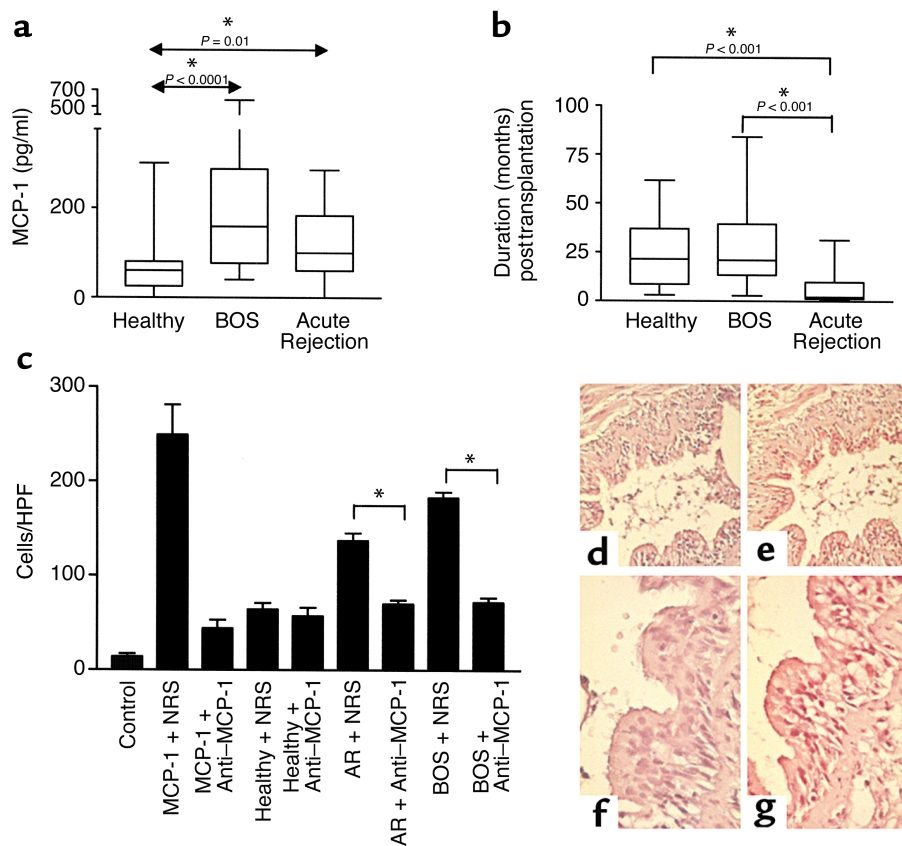 a
*
P = 0.01
*
P < 0.0001
700
500
200
0
MCP-1 (pg/ml)
Healthy
BOS
Acute
Rejection
b
*
P < 0.001
*
P < 0.001
100
75
50
25
0
Duration (months)
posttransplantation
Healthy
BOS
Acute
Rejection
c
300
200
100
0
Cells/HPF
*
*
Control
MCP-1 + NRS
MCP-1 +
Anti–MCP-1
Healthy + NRS
Healthy +
Anti–MCP-1
AR + NRS
AR + Anti–MCP-1
BOS + NRS
BOS +
Anti–MCP-1
d
e
f
g